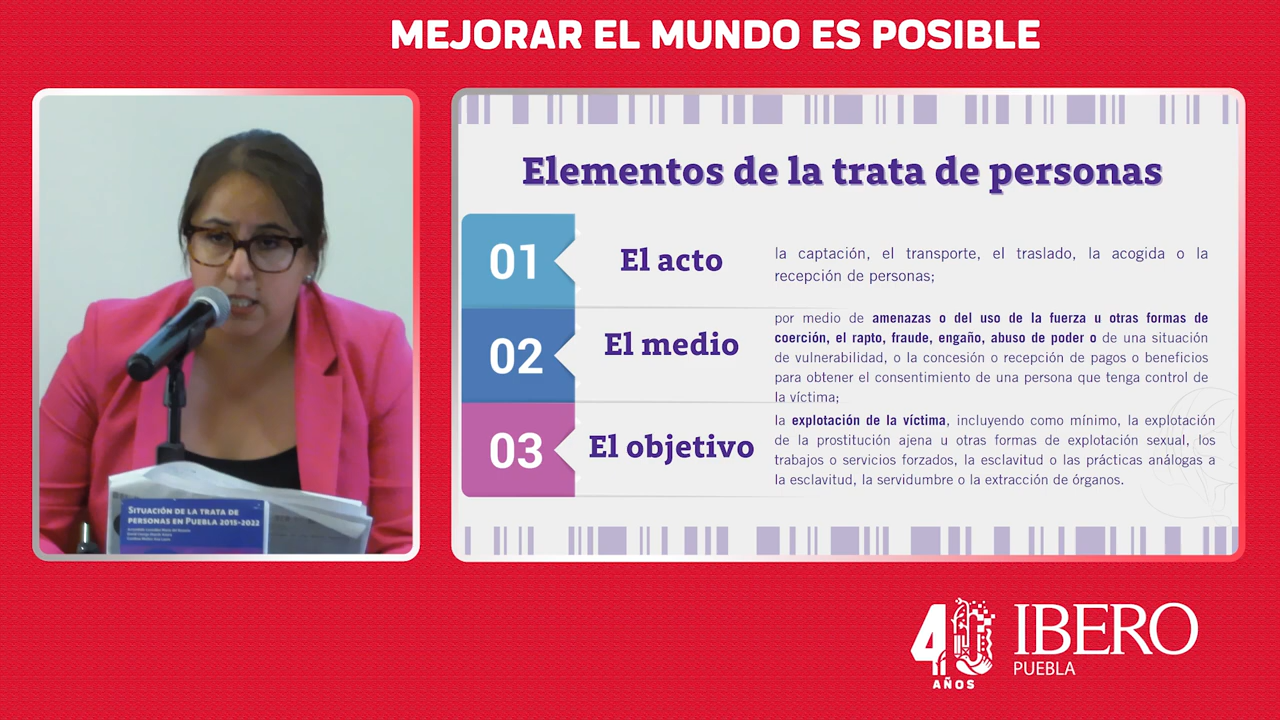 MEJORAR EL MUNDO ES POSIBLE
Elementos de la trata de personas
01
El acto
la captación, el transporte, el traslado, la acogida o la
recepción de personas;
02
El medio
por medio de amenazas o del uso de la fuerza u otras formas de
coerción, el rapto, fraude, engaño, abuso de poder o de una situación
de vulnerabilidad, o la concesión o recepción de pagos o beneficios
para obtener el consentimiento de una persona que tenga control de
la víctima;
03
El objetivo
la explotación de la víctima, incluyendo como mínimo, la explotación
de la prostitución ajena u otras formas de explotación sexual, los
trabajos o servicios forzados, la esclavitud o las prácticas análogas a
la esclavitud, la servidumbre o la extracción de órganos.
SITUACIÓN DE LA TRATA DE
PERSONAS EN PUEBLA 2015-2022
40
AÑOS
IBERO
PUEBLA